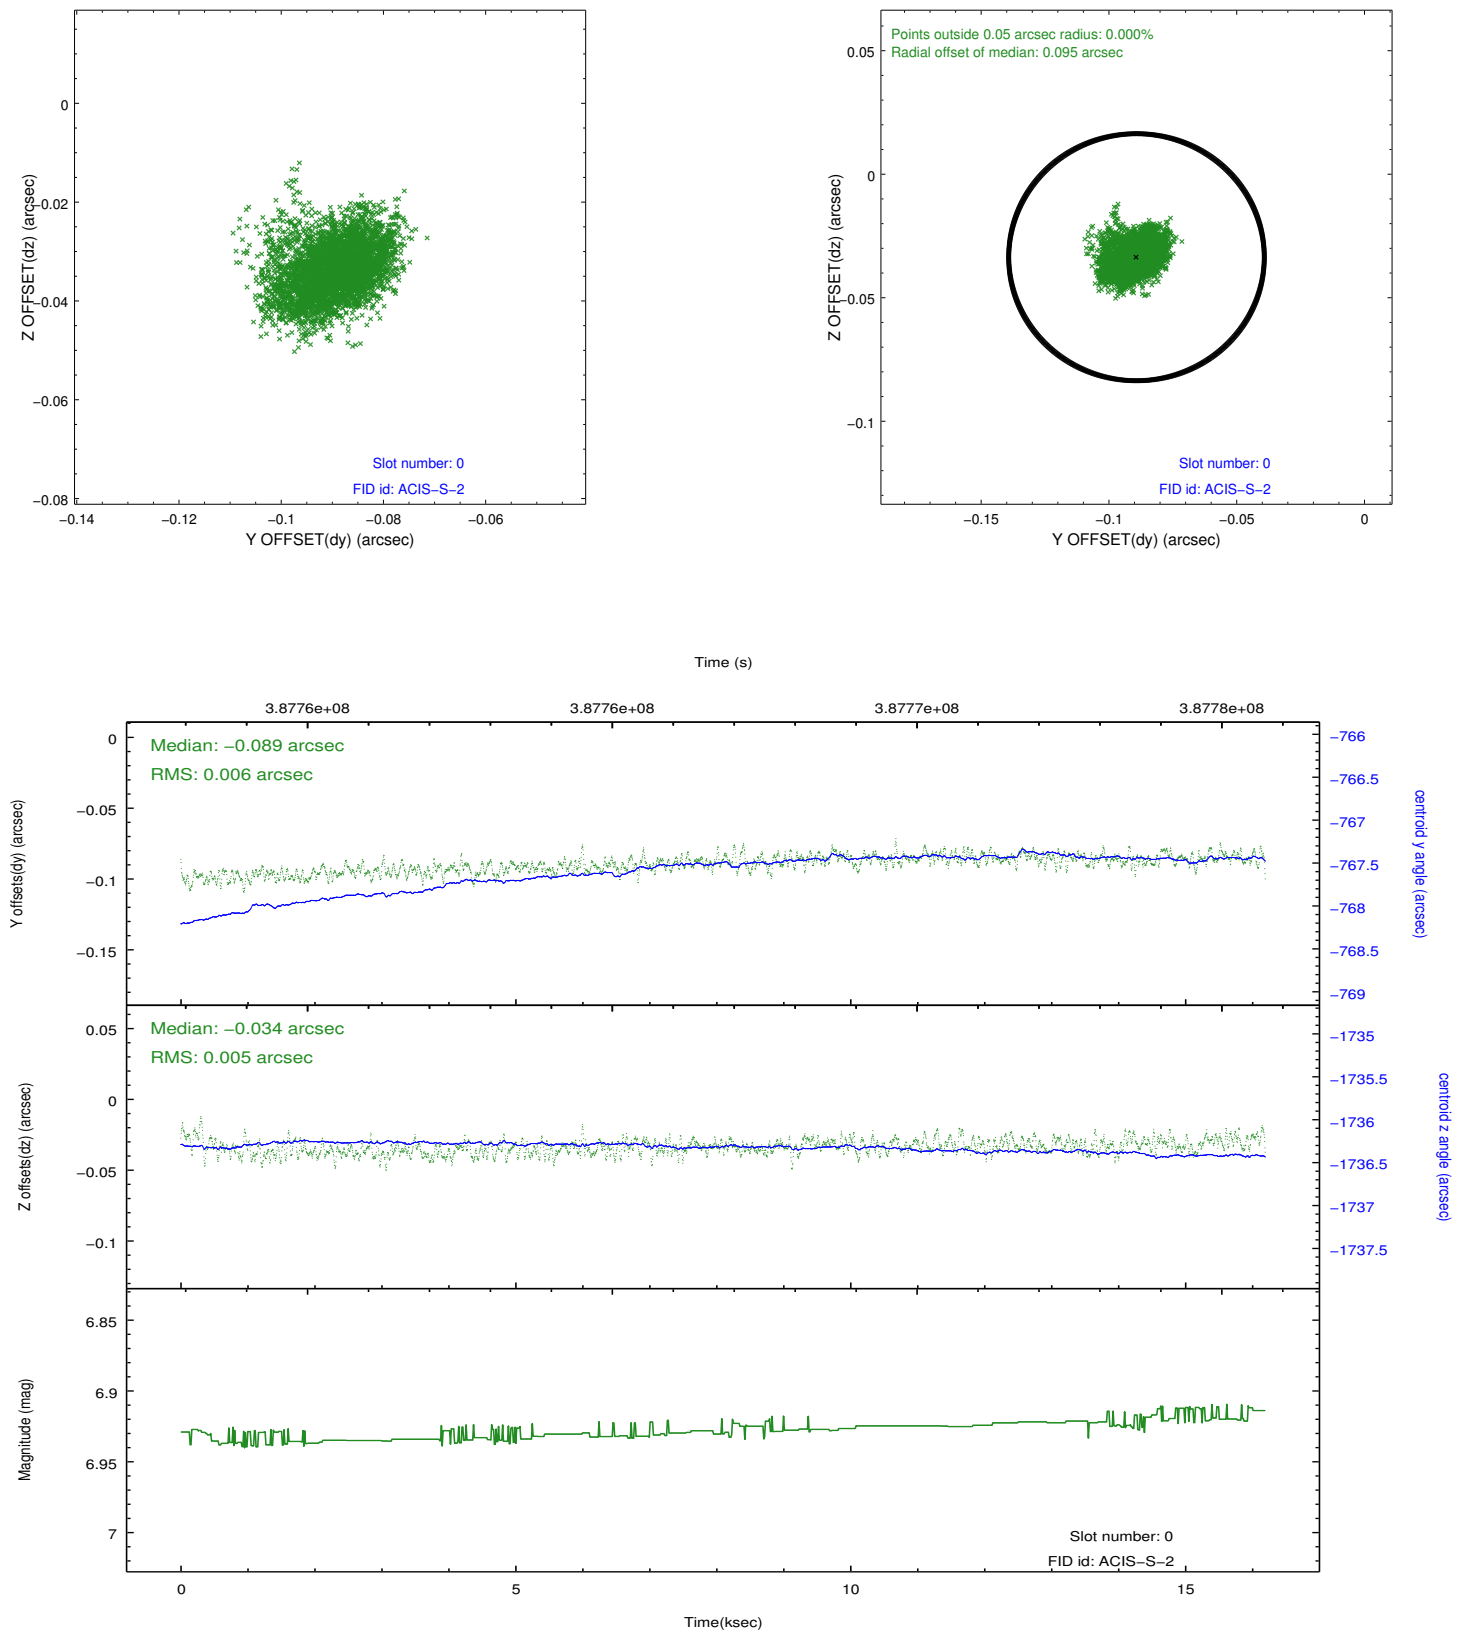 0
−0.02
−0.04
−0.06
−0.08
Z OFFSET(dz) (arcsec)
Slot number: 0
FID id: ACIS−S−2
−0.14
−0.12
−0.1
−0.08
−0.06
Y OFFSET(dy) (arcsec)
Points outside 0.05 arcsec radius: 0.000%
Radial offset of median: 0.095 arcsec
0.05
0
−0.05
−0.1
Z OFFSET(dz) (arcsec)
Slot number: 0
FID id: ACIS−S−2
−0.15
−0.1
−0.05
0
Y OFFSET(dy) (arcsec)
Time (s)
3.8776e+08
3.8776e+08
3.8777e+08
3.8778e+08
Median: −0.089 arcsec
RMS: 0.006 arcsec
0
−0.05
−0.1
−0.15
Y offsets(dy) (arcsec)
−766
−766.5
−767
−767.5
−768
−768.5
−769
centroid y angle (arcsec)
Median: −0.034 arcsec
RMS: 0.005 arcsec
0.05
0
−0.05
−0.1
Z offsets(dz) (arcsec)
−1735
−1735.5
−1736
−1736.5
−1737
−1737.5
centroid z angle (arcsec)
6.85
6.9
6.95
7
Magnitude (mag)
Slot number: 0
FID id: ACIS−S−2
0
5
10
15
Time(ksec)